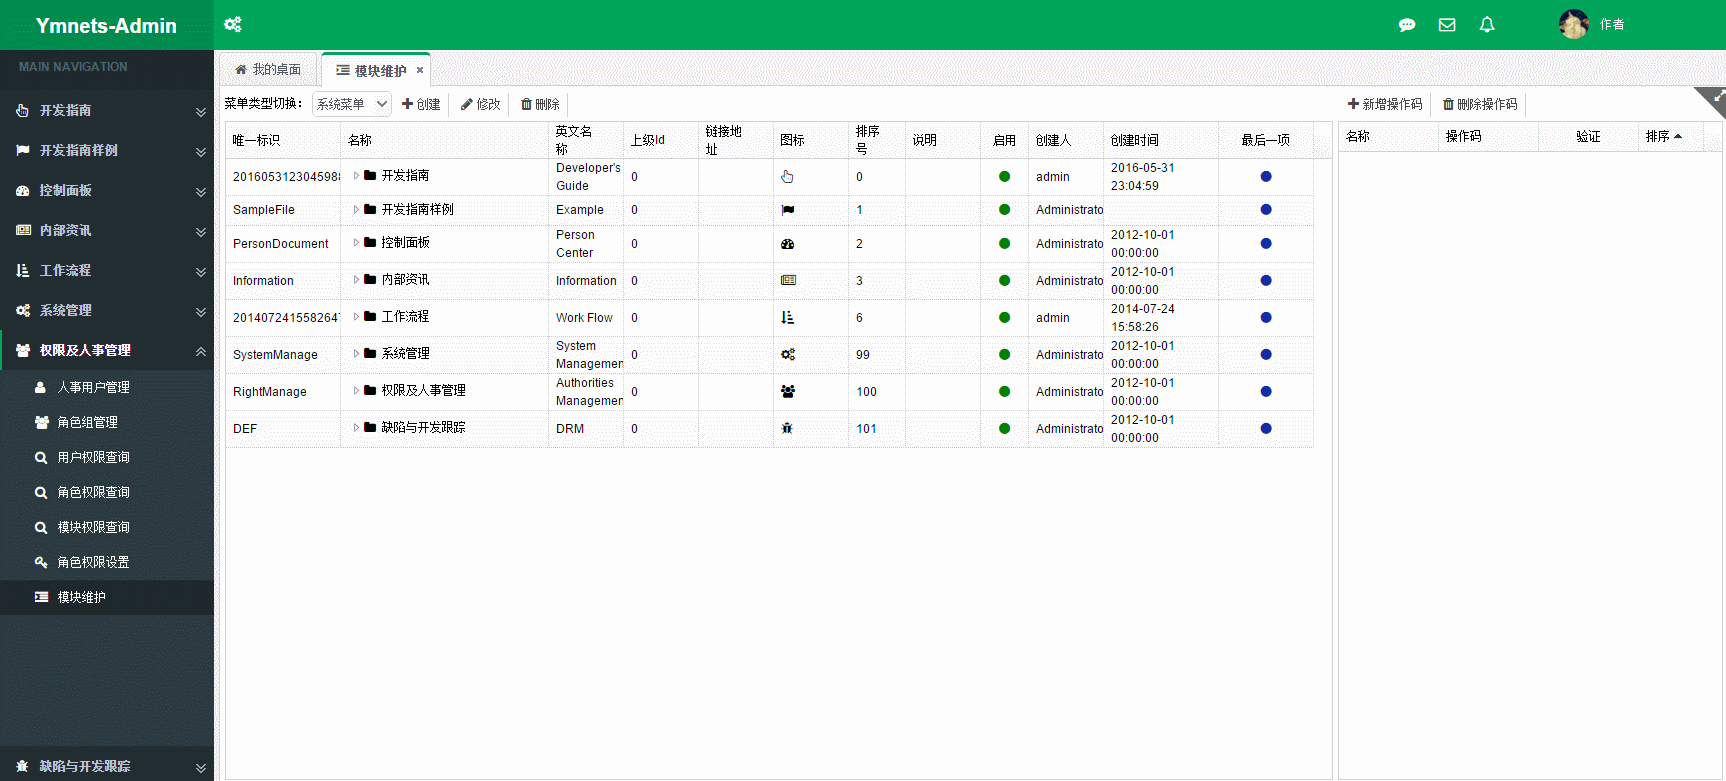 Ymnets-Admin
作者
MAIN NAVIGATION
开发指南
开发指南样例
控制面板
内部资讯
工作流程
系统管理
权限及人事管理
人事用户管理
角色组管理
用户权限查询
角色权限查询
模块权限查询
角色权限设置
模块维护
缺陷与开发跟踪
我的桌面
模块维护 ×
菜单类型切换： 系统菜单 创建 修改 删除
唯一标识 名称 英文名称 上级Id 链接地址 图标 排序号 说明 启用 创建人 创建时间 最后一项
20160531230459​88 开发指南 Developer's Guide 0 0 admin 2016-05-31 23:04:59
SampleFile 开发指南样例 Example 0 1 Administrato
PersonDocument 控制面板 Person Center 0 2 Administrato 2012-10-01 00:00:00
Information 内部资讯 Information 0 3 Administrato 2012-10-01 00:00:00
201407241558264 工作流程 Work Flow 0 6 admin 2014-07-24 15:58:26
SystemManage 系统管理 System Managemen 0 99 Administrato 2012-10-01 00:00:00
RightManage 权限及人事管理 Authorities Managemen 0 100 Administrato 2012-10-01 00:00:00
DEF 缺陷与开发跟踪 DRM 0 101 Administrato 2012-10-01 00:00:00
新增操作码 删除操作码
名称 操作码 验证 排序